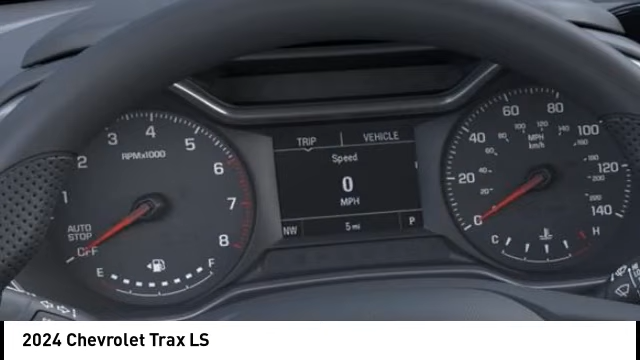 3 4 5
2 RPMx1000 6
1 7
AUTO
STOP
OFF 8
E F
TRIP VEHICLE
Speed
0
MPH
NW 5 mi P
60 80
40 100
MPH
km/h
20 120
0 140
C H
2024 Chevrolet Trax LS